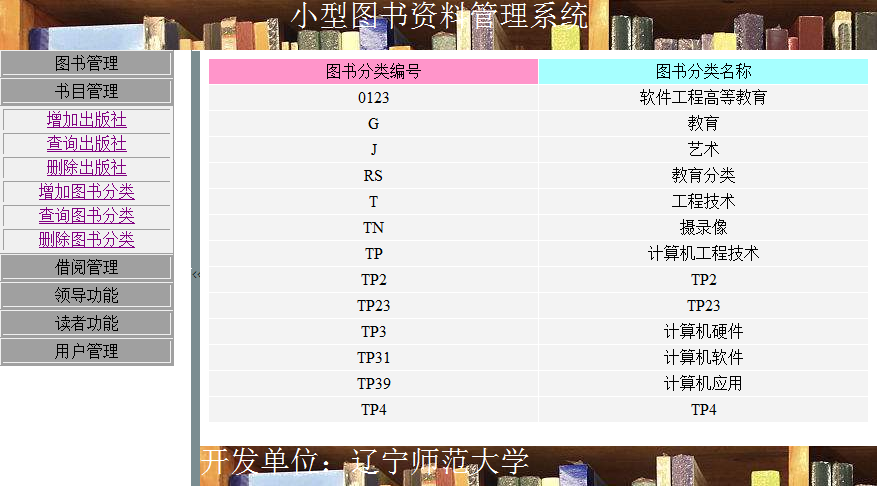 小型图书资料管理系统
图书管理
书目管理
增加出版社
查询出版社
删除出版社
增加图书分类
查询图书分类
删除图书分类
借阅管理
领导功能
读者功能
用户管理
‹‹
图书分类编号 图书分类名称
0123 软件工程高等教育
G 教育
J 艺术
RS 教育分类
T 工程技术
TN 摄录像
TP 计算机工程技术
TP2 TP2
TP23 TP23
TP3 计算机硬件
TP31 计算机软件
TP39 计算机应用
TP4 TP4
开发单位：辽宁师范大学